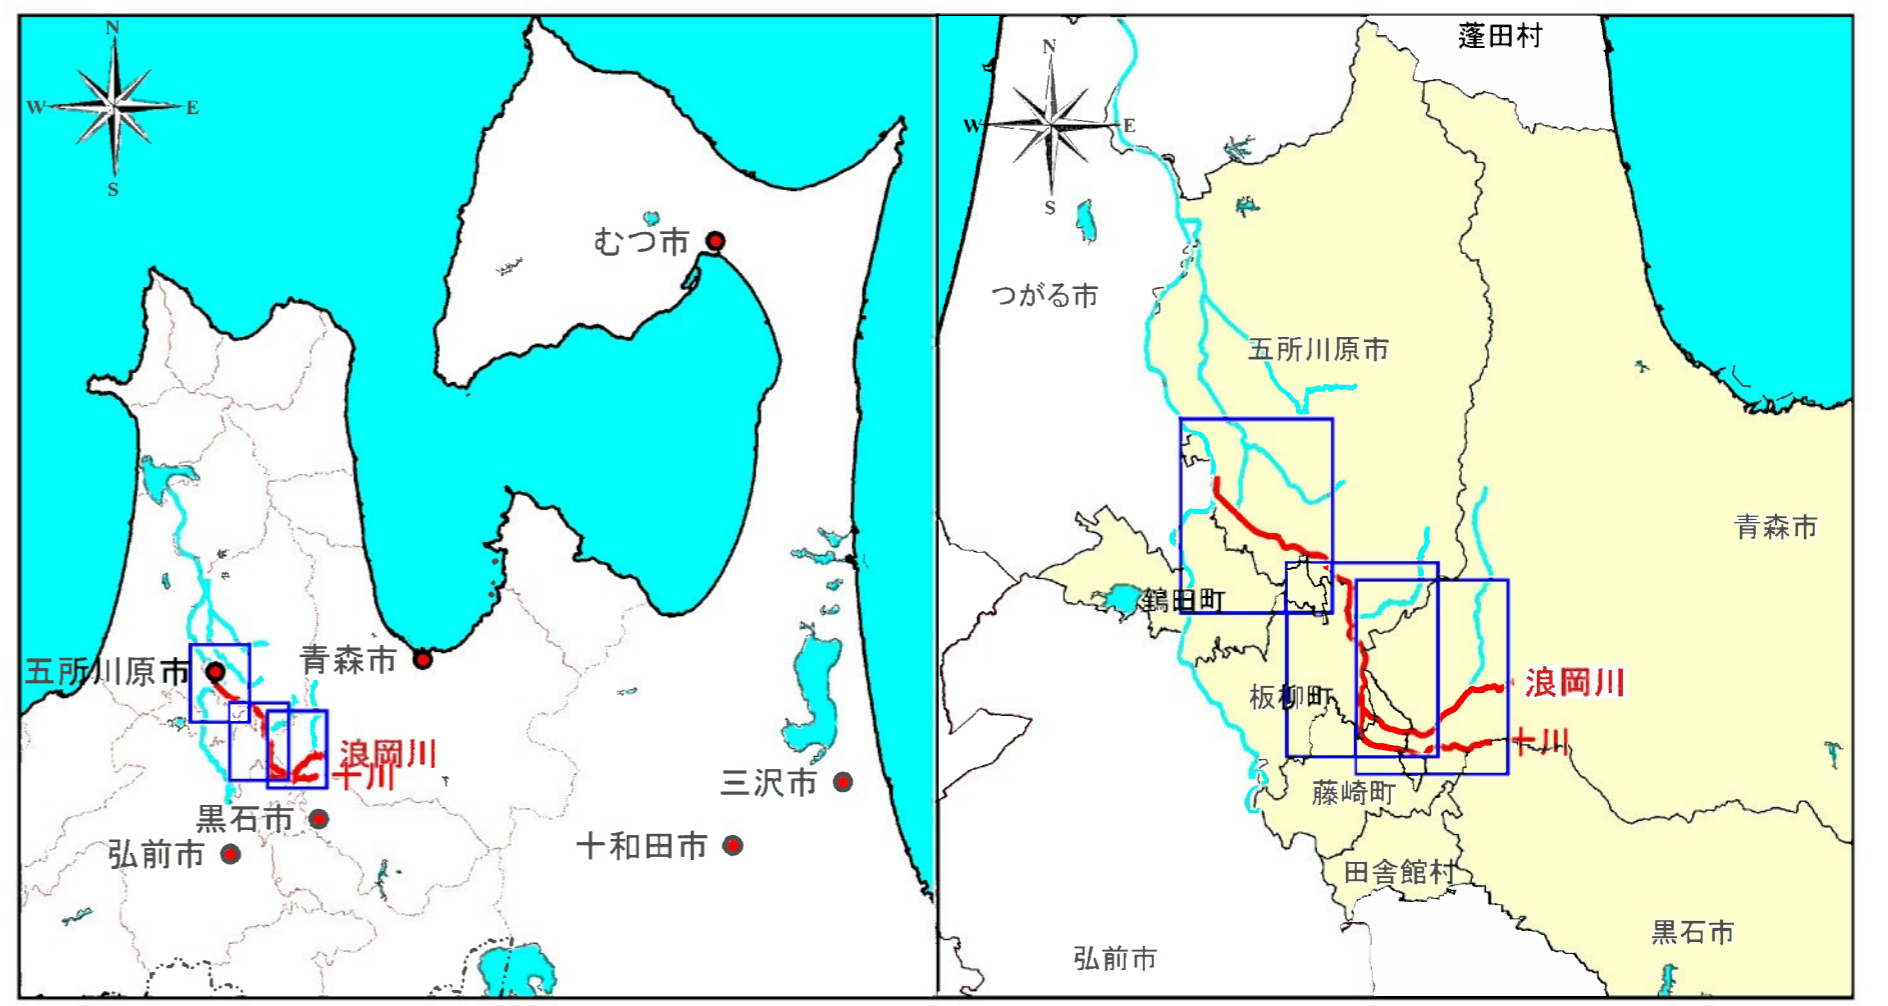 N
W
E
S
むつ市
五所川原市
青森市
浪岡川
十川
三沢市
黒石市
弘前市
十和田市
蓬田村
N
W
E
S
つがる市
五所川原市
青森市
鶴田町
板柳町
浪岡川
十川
藤崎町
田舎館村
黒石市
弘前市